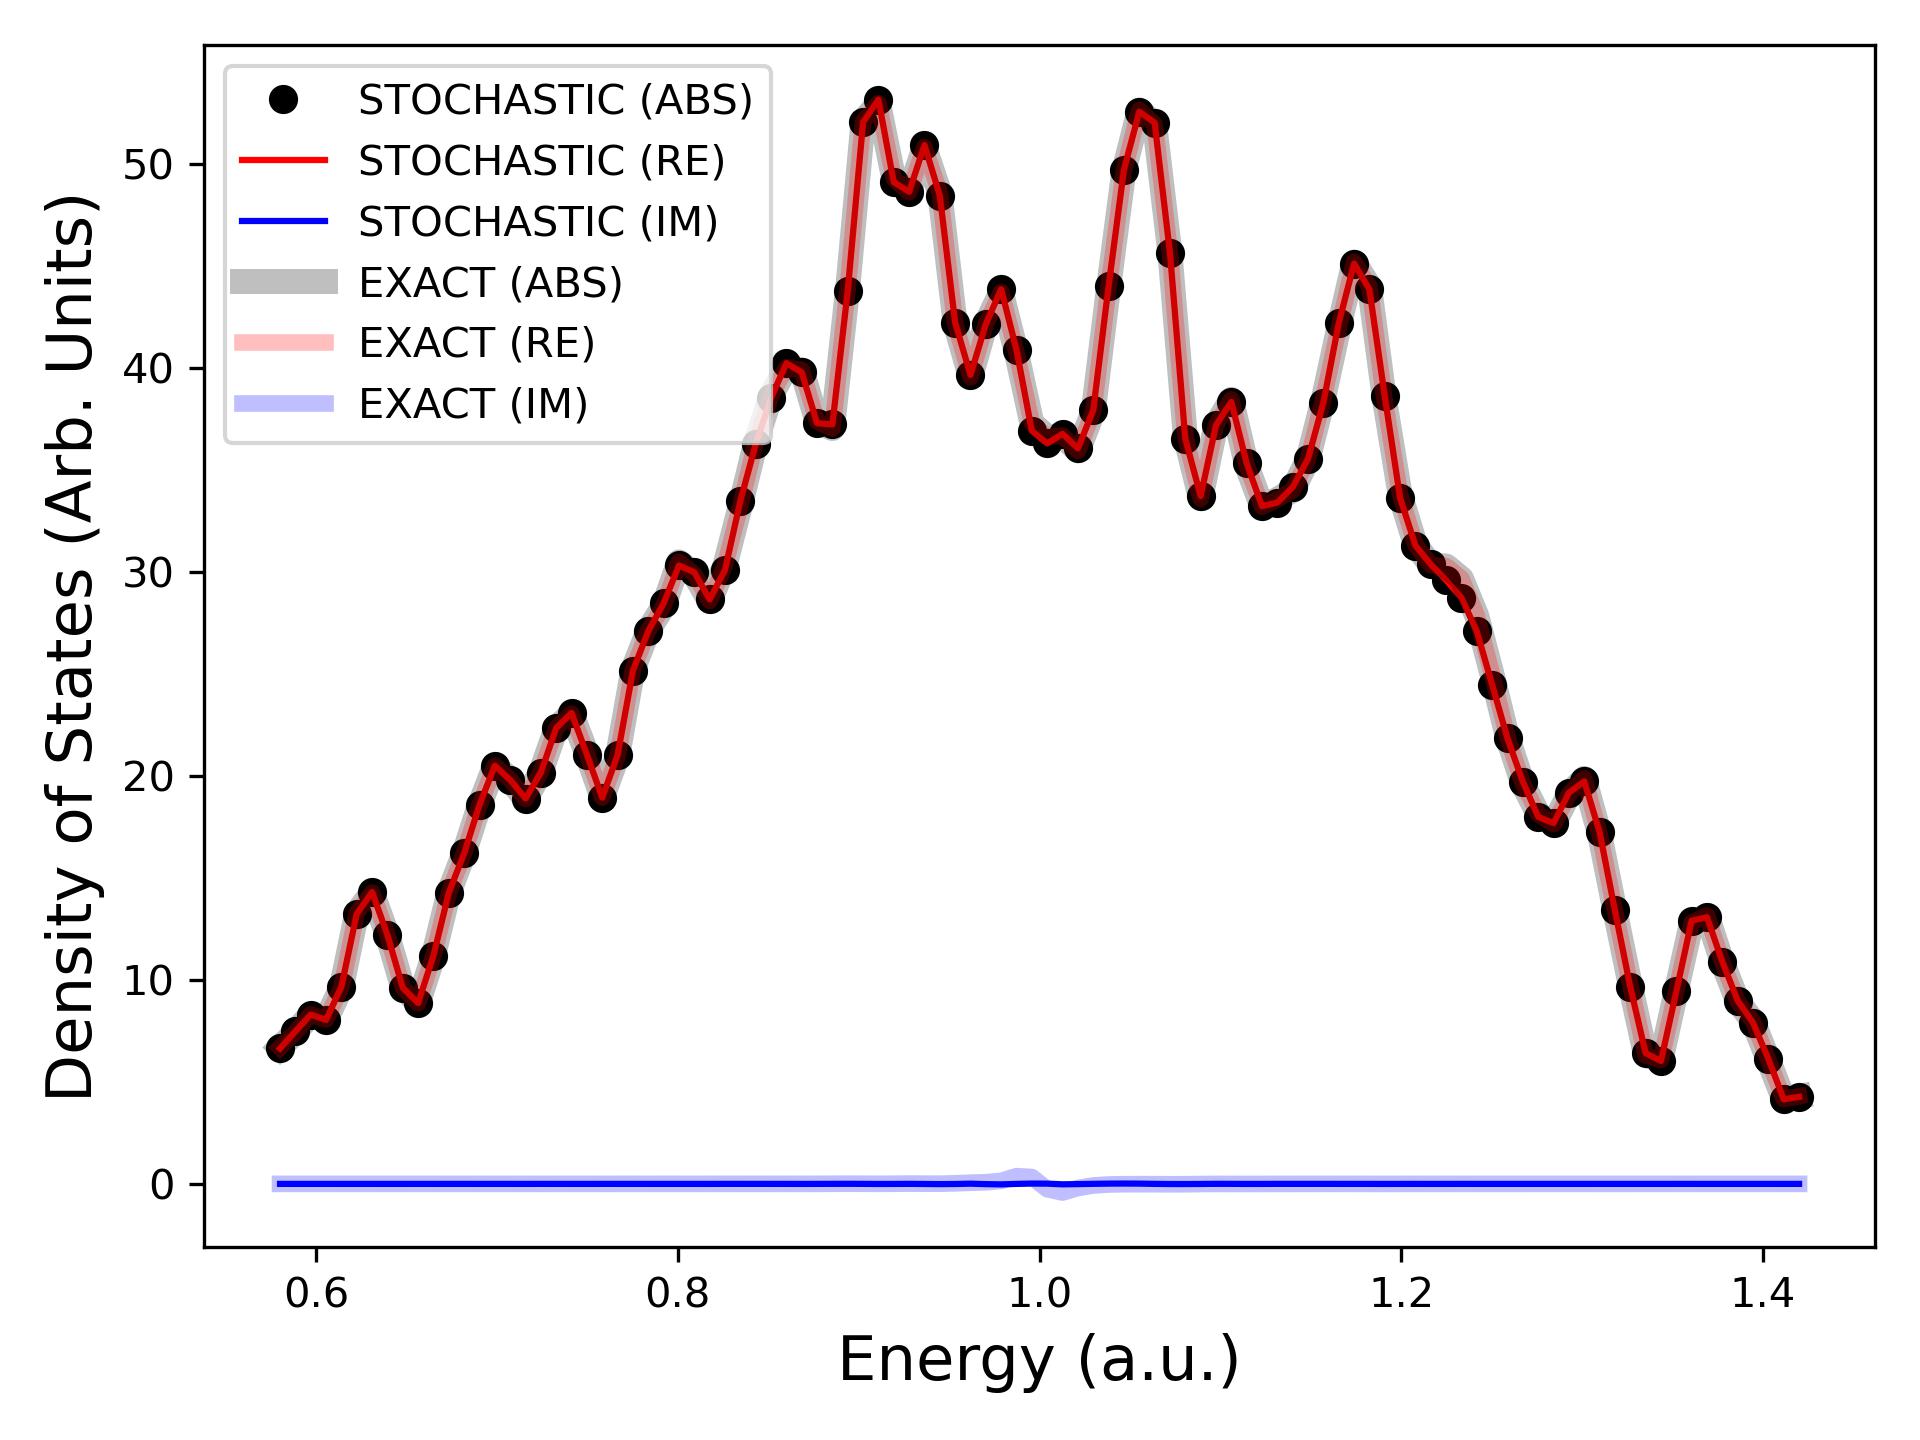 STOCHASTIC (ABS)
STOCHASTIC (RE)
STOCHASTIC (IM)
EXACT (ABS)
EXACT (RE)
EXACT (IM)
Density of States (Arb. Units)
50
40
30
20
10
0
0.6 0.8 1.0 1.2 1.4
Energy (a.u.)